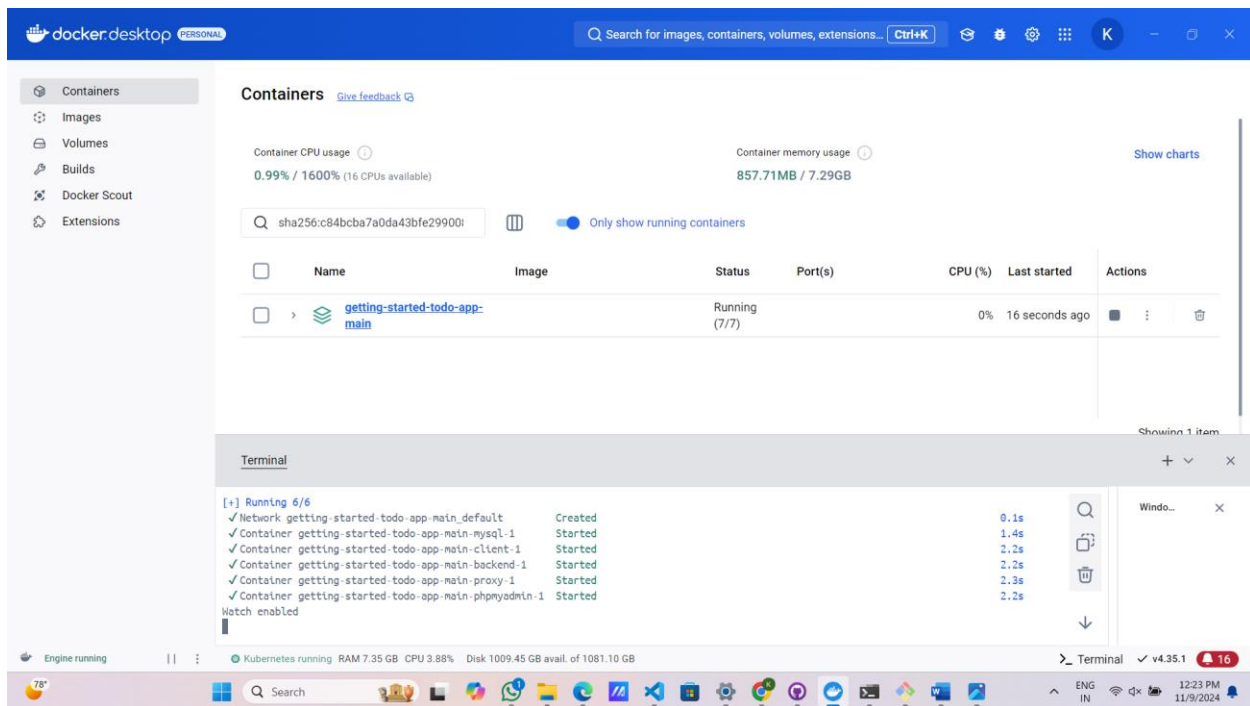 docker.desktop PERSONAL
Search for images, containers, volumes, extensions... Ctrl+K
K
Containers
Images
Volumes
Builds
Docker Scout
Extensions
Containers Give feedback
Container CPU usage
0.99% / 1600% (16 CPUs available)
Container memory usage
857.71MB / 7.29GB
Show charts
sha256:c84bcba7a0da43bfe29900
Only show running containers
Name Image Status Port(s) CPU (%) Last started Actions
getting-started-todo-app-
main
Running
(7/7)
0% 16 seconds ago
Showing 1 item
Terminal
[+] Running 6/6
✓Network getting-started-todo-app-main_default Created 0.1s
✓Container getting-started-todo-app-main-mysql-1 Started 1.4s
✓Container getting-started-todo-app-main-client-1 Started 2.2s
✓Container getting-started-todo-app-main-backend-1 Started 2.2s
✓Container getting-started-todo-app-main-proxy-1 Started 2.3s
✓Container getting-started-todo-app-main-phpmyadmin-1 Started 2.2s
Watch enabled
Windo...
Engine running
Kubernetes running RAM 7.35 GB CPU 3.88% Disk 1009.45 GB avail. of 1081.10 GB
>_ Terminal ✓ v4.35.1 16
78°
Search
ENG
IN
12:23 PM
11/9/2024